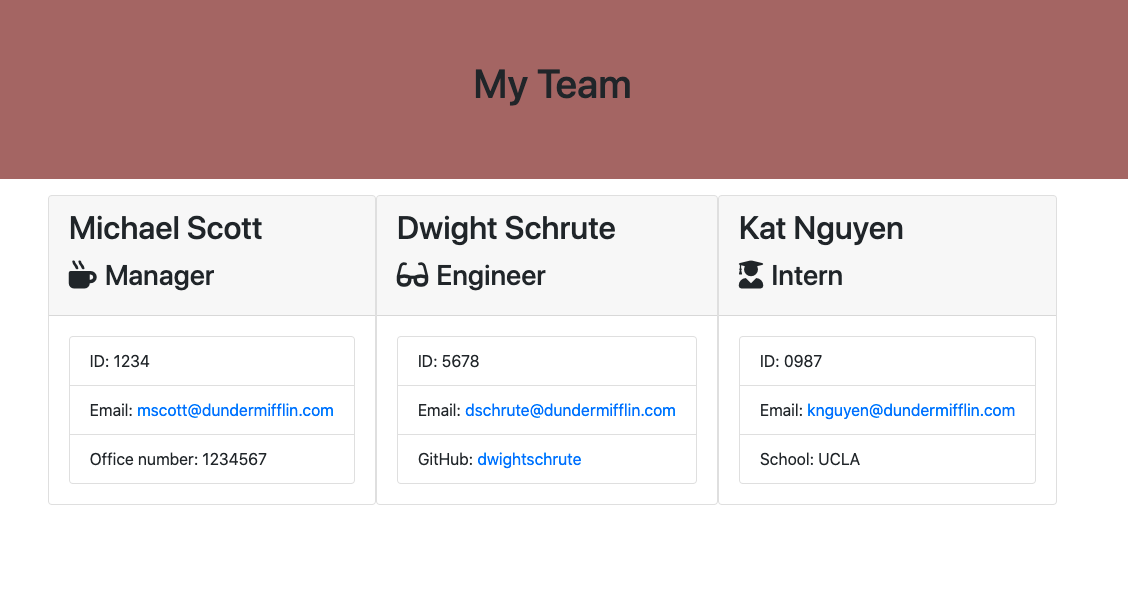 My Team
Michael Scott
Manager
ID: 1234
Email: mscott@dundermifflin.com
Office number: 1234567
Dwight Schrute
Engineer
ID: 5678
Email: dschrute@dundermifflin.com
GitHub: dwightschrute
Kat Nguyen
Intern
ID: 0987
Email: knguyen@dundermifflin.com
School: UCLA